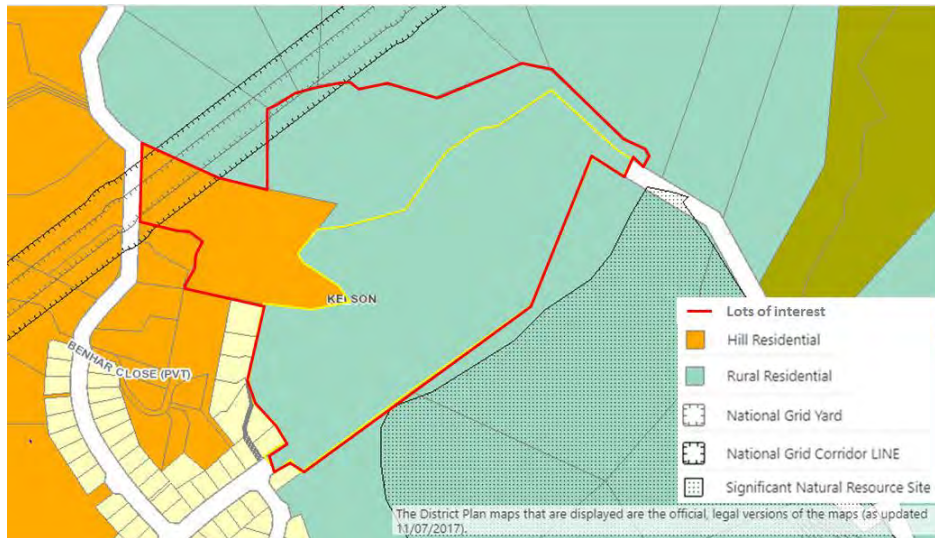 KELSON
BENHAR CLOSE (PVT)
Lots of interest
Hill Residential
Rural Residential
National Grid Yard
National Grid Corridor LINE
Significant Natural Resource Site
The District Plan maps that are displayed are the official, legal versions of the maps (as updated
11/07/2017).